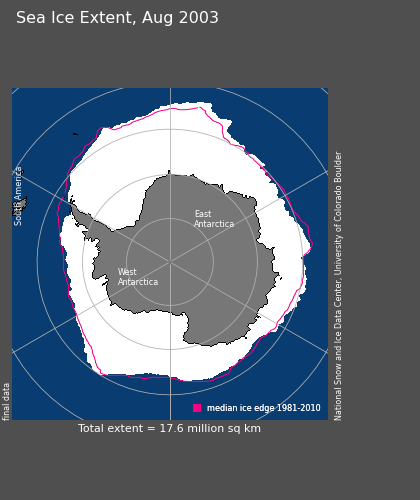 Sea Ice Extent, Aug 2003
South America
East
Antarctica
West
Antarctica
National Snow and Ice Data Center, University of Colorado Boulder
final data
median ice edge 1981-2010
Total extent = 17.6 million sq km